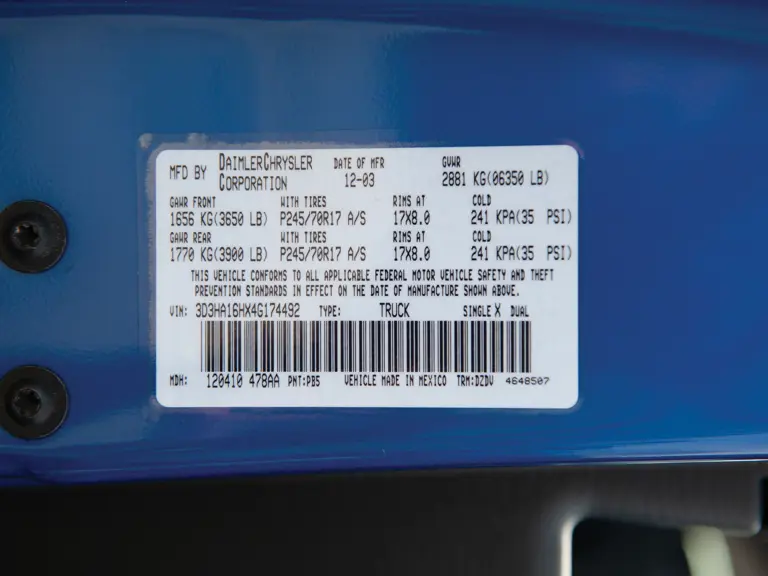 MFD BY DAIMLERCHRYSLER CORPORATION DATE OF MFR 12-03 GVWR 2881 KG(06350 LB)
GAWR FRONT WITH TIRES RIMS AT COLD
1656 KG(3650 LB) P245/70R17 A/S 17X8.0 241 KPA(35 PSI)
GAWR REAR WITH TIRES RIMS AT COLD
1770 KG(3900 LB) P245/70R17 A/S 17X8.0 241 KPA(35 PSI)
THIS VEHICLE CONFORMS TO ALL APPLICABLE FEDERAL MOTOR VEHICLE SAFETY AND THEFT
PREVENTION STANDARDS IN EFFECT ON THE DATE OF MANUFACTURE SHOWN ABOVE.
VIN: 3D3HA16HX4G174492 TYPE: TRUCK SINGLE X DUAL
MDH: 120410 478AA PNT:PB5 VEHICLE MADE IN MEXICO TRM:DZDV 4648507